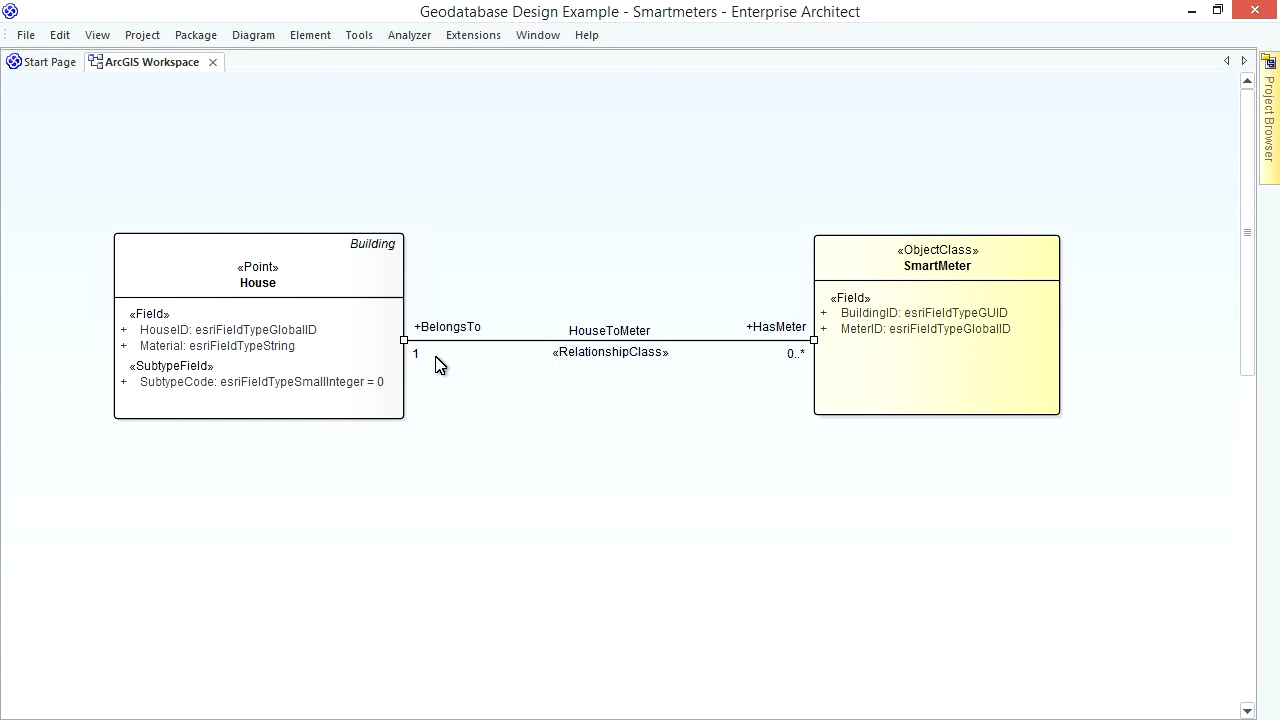 Geodatabase Design Example - Smartmeters - Enterprise Architect
File Edit View Project Package Diagram Element Tools Analyzer Extensions Window Help
Start Page ArcGIS Workspace
Project Browser
Building
«Point»
House
«Field»
+ HouseID: esriFieldTypeGlobalID
+ Material: esriFieldTypeString
«SubtypeField»
+ SubtypeCode: esriFieldTypeSmallInteger = 0
+BelongsTo HouseToMeter +HasMeter
1 «RelationshipClass» 0..*
«ObjectClass»
SmartMeter
«Field»
+ BuildingID: esriFieldTypeGUID
+ MeterID: esriFieldTypeGlobalID